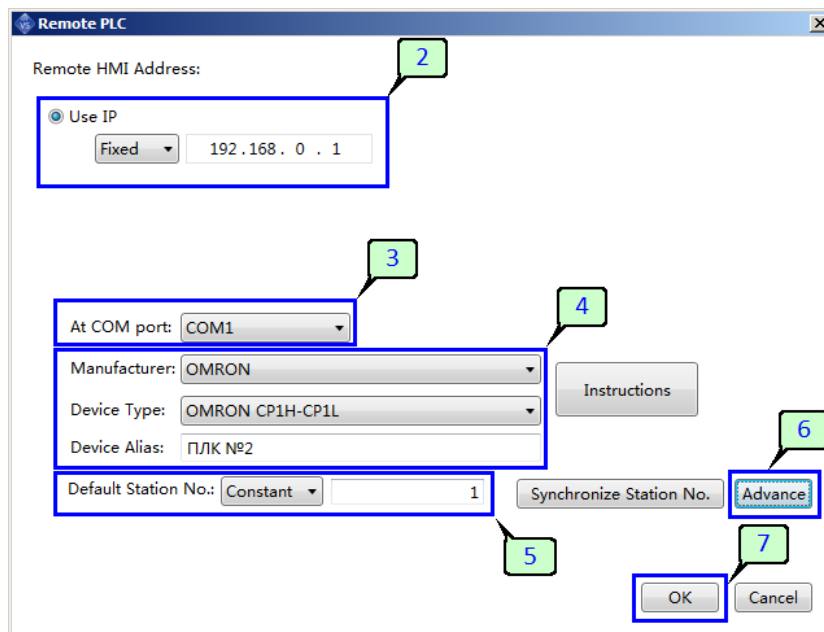 Remote PLC
2
Remote HMI Address:
Use IP
Fixed 192.168. 0 . 1
3
At COM port: COM1
4
Manufacturer: OMRON
Instructions
Device Type: OMRON CP1H-CP1L
Device Alias: ПЛК №2
6
Default Station No.: Constant 1 Synchronize Station No. Advance
5
7
OK Cancel